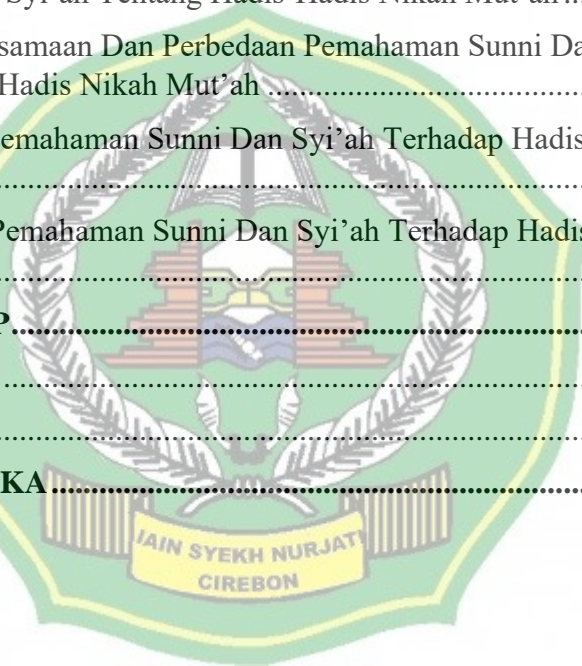 Syi'ah Tentang Hadis-Hadis Nikah Mut'ah ..............
samaan Dan Perbedaan Pemahaman Sunni Da
Hadis Nikah Mut'ah ..............................................
emahaman Sunni Dan Syi'ah Terhadap Hadis
................................................................................
Pemahaman Sunni Dan Syi'ah Terhadap Hadis
................................................................................
P................................................................................
................................................................................
................................................................................
KA................................................................................
IAIN SYEKH NURJATI
CIREBON